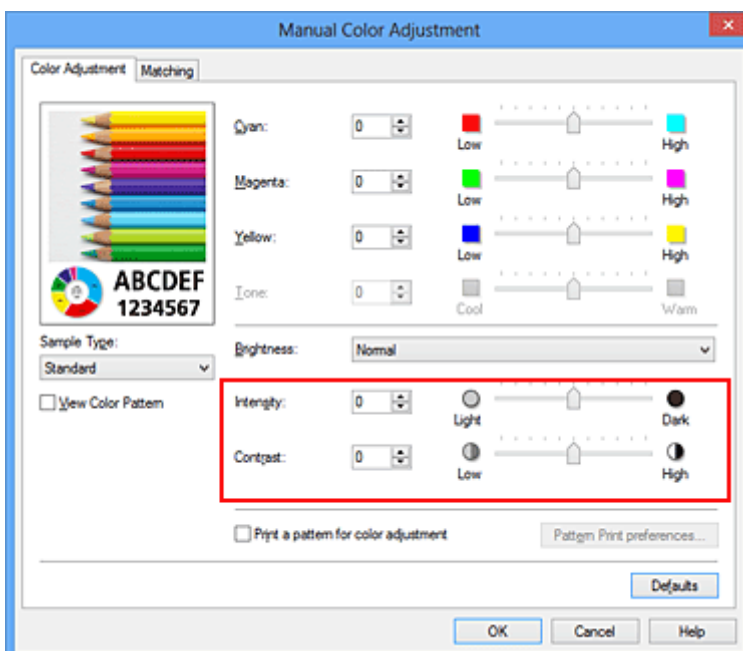 Manual Color Adjustment
Color Adjustment Matching
Cyan: 0 Low High
Magenta: 0 Low High
Yellow: 0 Low High
ABCDEF
1234567
Tone: 0 Cool Warm
Sample Type:
Standard
View Color Pattern
Brightness: Normal
Intensity: 0 Light Dark
Contrast: 0 Low High
Print a pattern for color adjustment Pattern Print preferences...
Defaults
OK Cancel Help